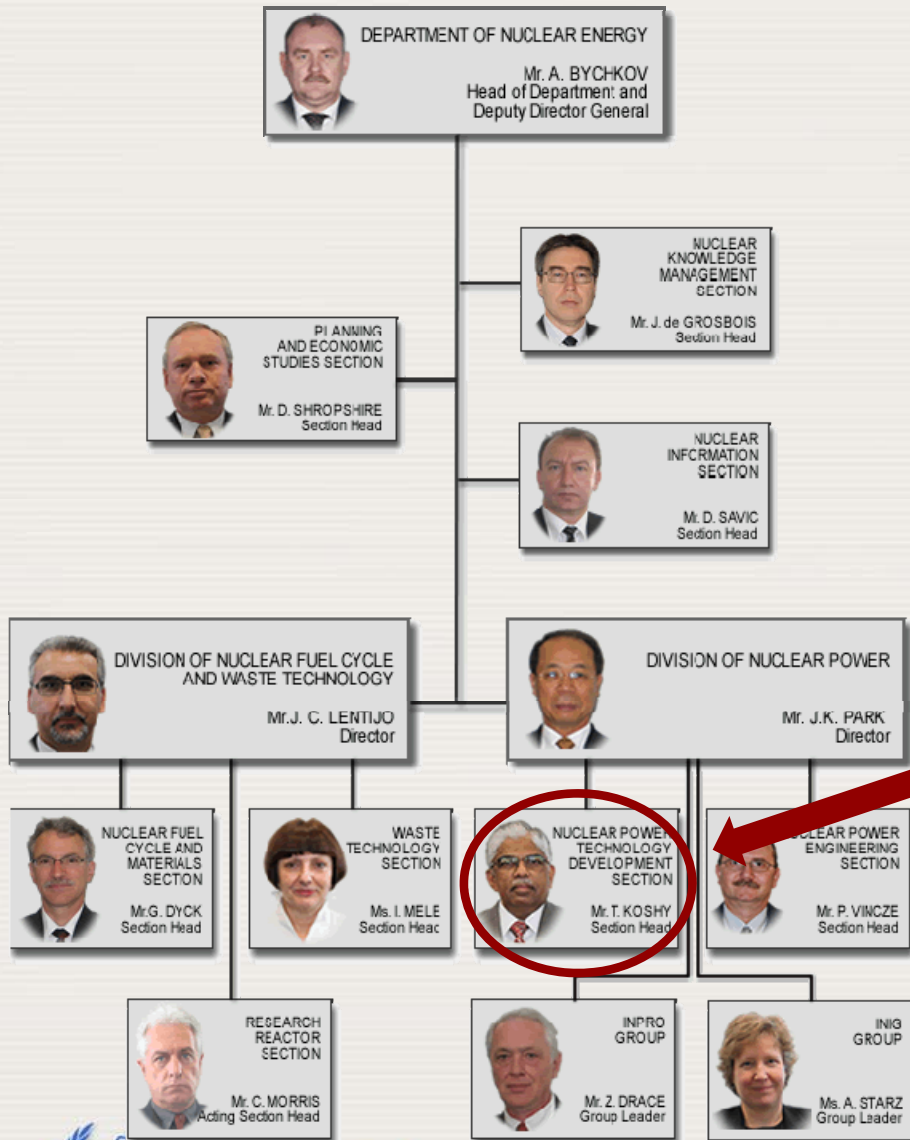 DEPARTMENT OF NUCLEAR ENERGY
Mr. A. BYCHKOV
Head of Department and
Deputy Director General
NUCLEAR
KNOWLEDGE
MANAGEMENT
SECTION
Mr. J. de GROSBOIS
Section Head
PLANNING
AND ECONOMIC
STUDIES SECTION
Mr. D. SHROPSHIRE
Section Head
NUCLEAR
INFORMATION
SECTION
Mr. D. SAVIC
Section Head
DIVISION OF NUCLEAR FUEL CYCLE
AND WASTE TECHNOLOGY
Mr.J. C. LENTIJO
Director
DIVISION OF NUCLEAR POWER
Mr. J.K. PARK
Director
NUCLEAR FUEL
CYCLE AND
MATERIALS
SECTION
Mr.G. DYCK
Section Head
WASTE
TECHNOLOGY
SECTION
Ms. I. MELE
Section Head
NUCLEAR POWER
TECHNOLOGY
DEVELOPMENT
SECTION
Mr. T. KOSHY
Section Head
NUCLEAR POWER
ENGINEERING
SECTION
Mr. P. VINCZE
Section Head
RESEARCH
REACTOR
SECTION
Mr. C. MORRIS
Acting Section Head
INPRO
GROUP
Mr. Z. DRACE
Group Leader
INIG
GROUP
Ms. A. STARZ
Group Leader